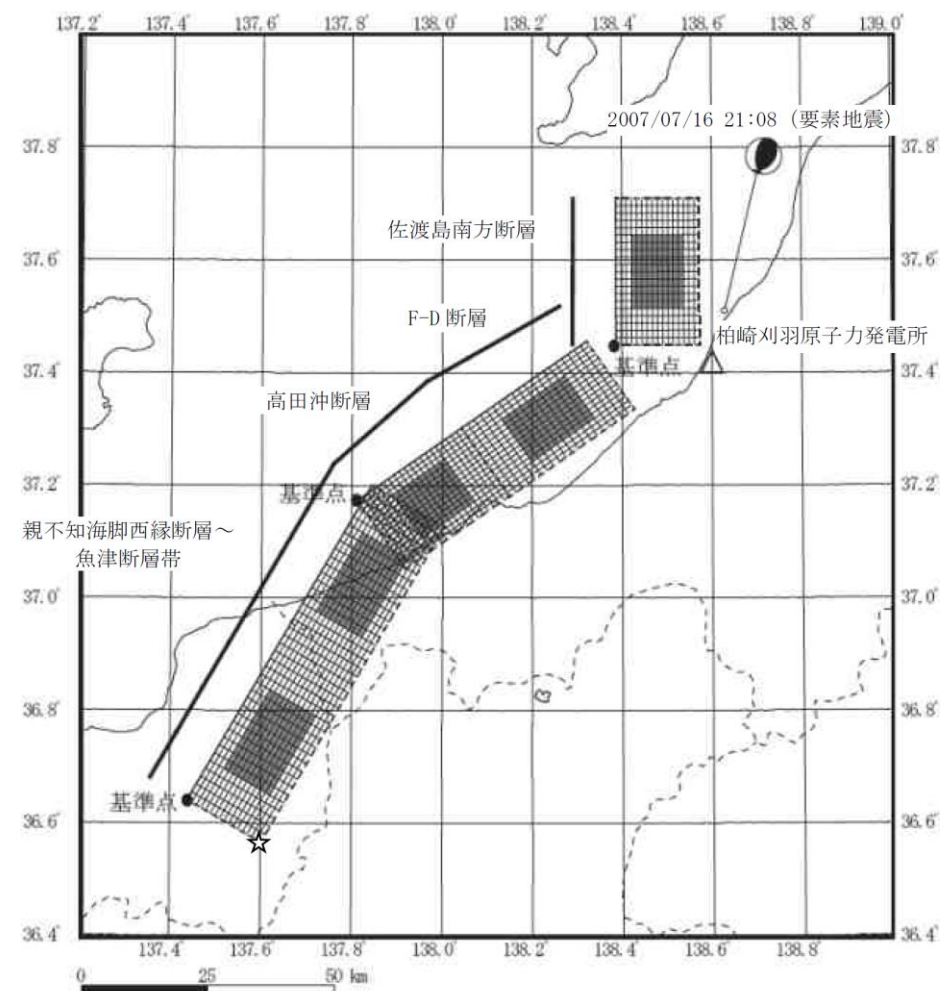 137.2° 137.4° 137.6° 137.8° 138.0° 138.2° 138.4° 138.6° 138.8° 139.0°
2007/07/16 21:08 (要素地震)
37.8° 37.8°
佐渡島南方断層
37.6° 37.6°
F-D 断層
柏崎刈羽原子力発電所
基準点
37.4° 37.4°
高田沖断層
37.2° 37.2°
基準点
親不知海脚西縁断層～
魚津断層帯
37.0° 37.0°
36.8° 36.8°
基準点
36.6° 36.6°
36.4° 36.4°
137.4° 137.6° 137.8° 138.0° 138.2° 138.4° 138.6° 138.8°
0 25 50 km